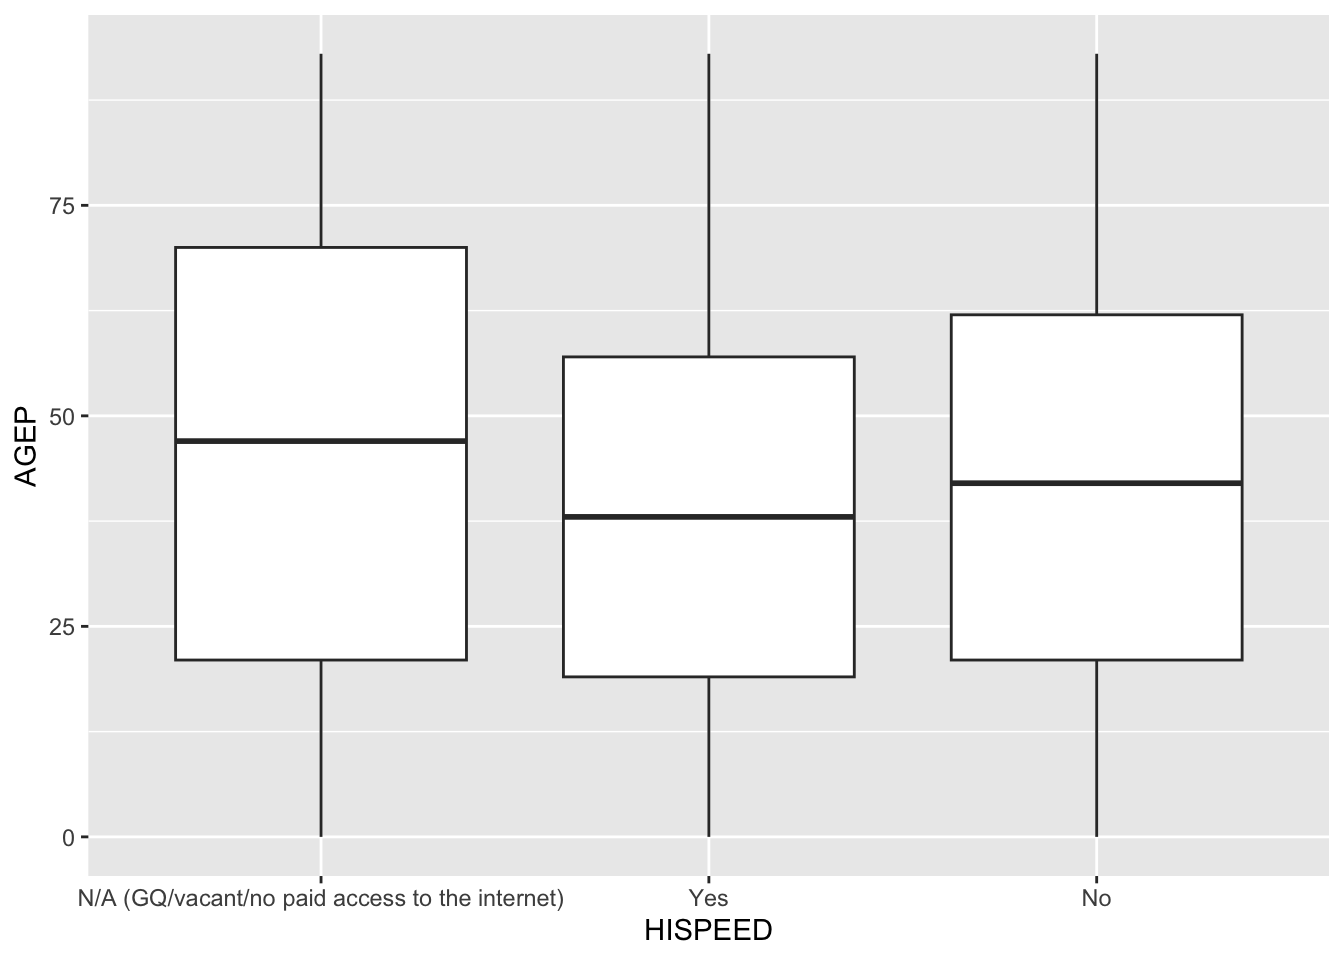 AGEP
75
50
25
0
N/A (GQ/vacant/no paid access to the internet) Yes No
HISPEED